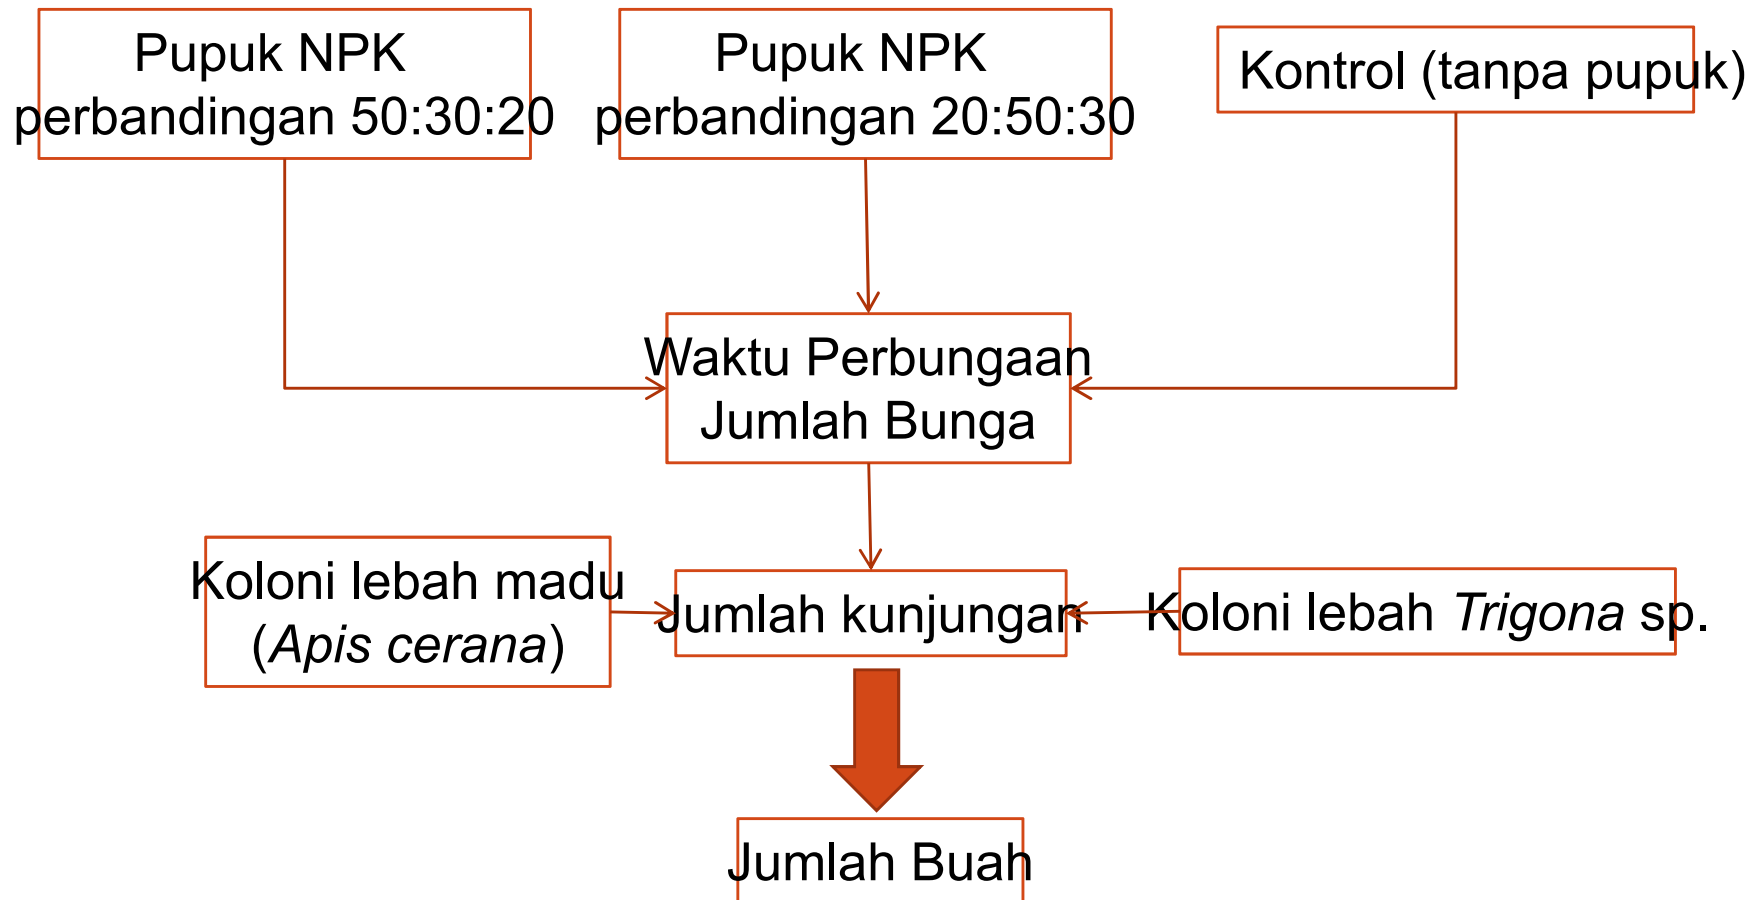 Pupuk NPK
perbandingan 50:30:20
Pupuk NPK
perbandingan 20:50:30
Kontrol (tanpa pupuk)
Waktu Perbungaan
Jumlah Bunga
Koloni lebah madu
(Apis cerana)
Jumlah kunjungan
Koloni lebah Trigona sp.
Jumlah Buah